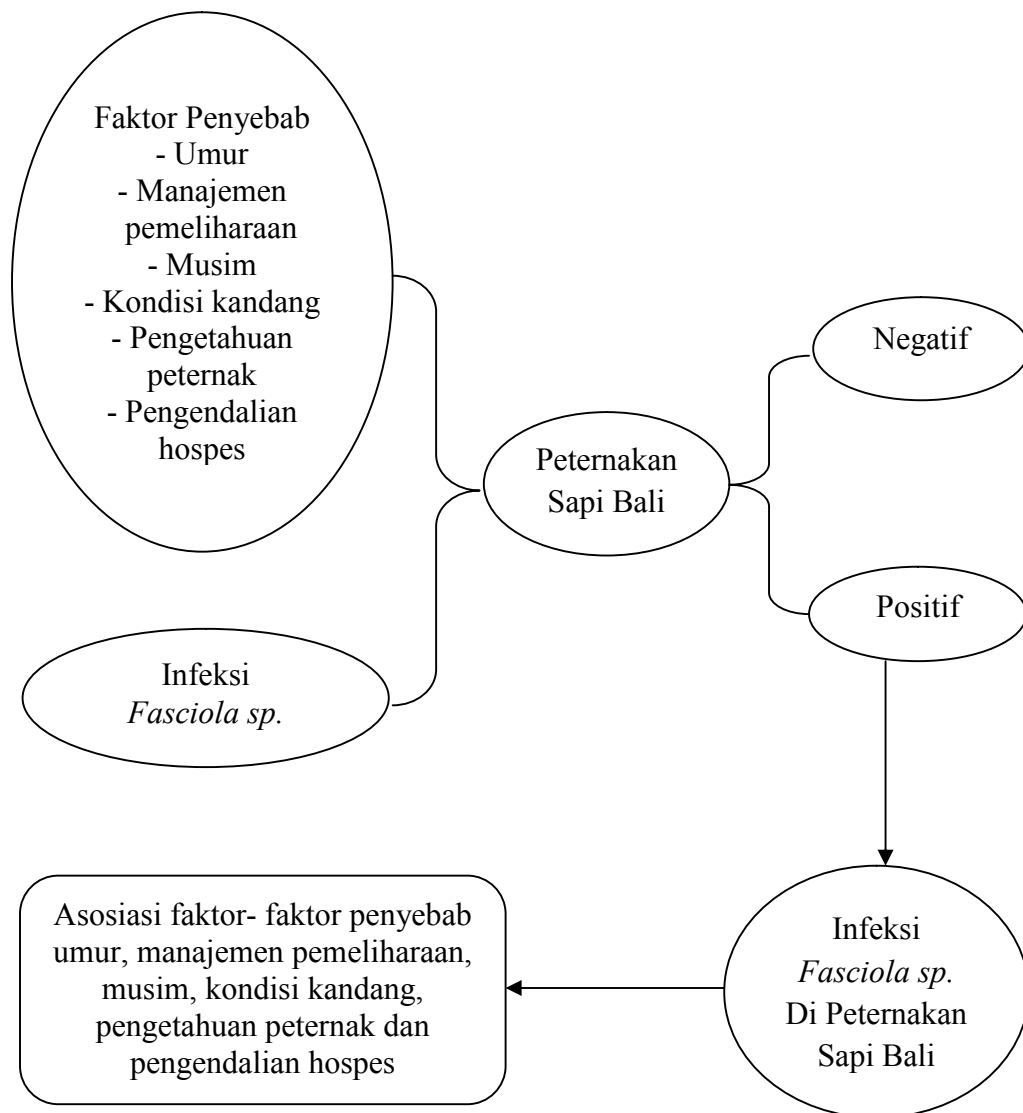 Faktor Penyebab
- Umur
- Manajemen
pemeliharaan
- Musim
- Kondisi kandang
- Pengetahuan
peternak
- Pengendalian
hospes
Infeksi
Fasciola sp.
Peternakan
Sapi Bali
Negatif
Positif
Infeksi
Fasciola sp.
Di Peternakan
Sapi Bali
Asosiasi faktor- faktor penyebab
umur, manajemen pemeliharaan,
musim, kondisi kandang,
pengetahuan peternak dan
pengendalian hospes